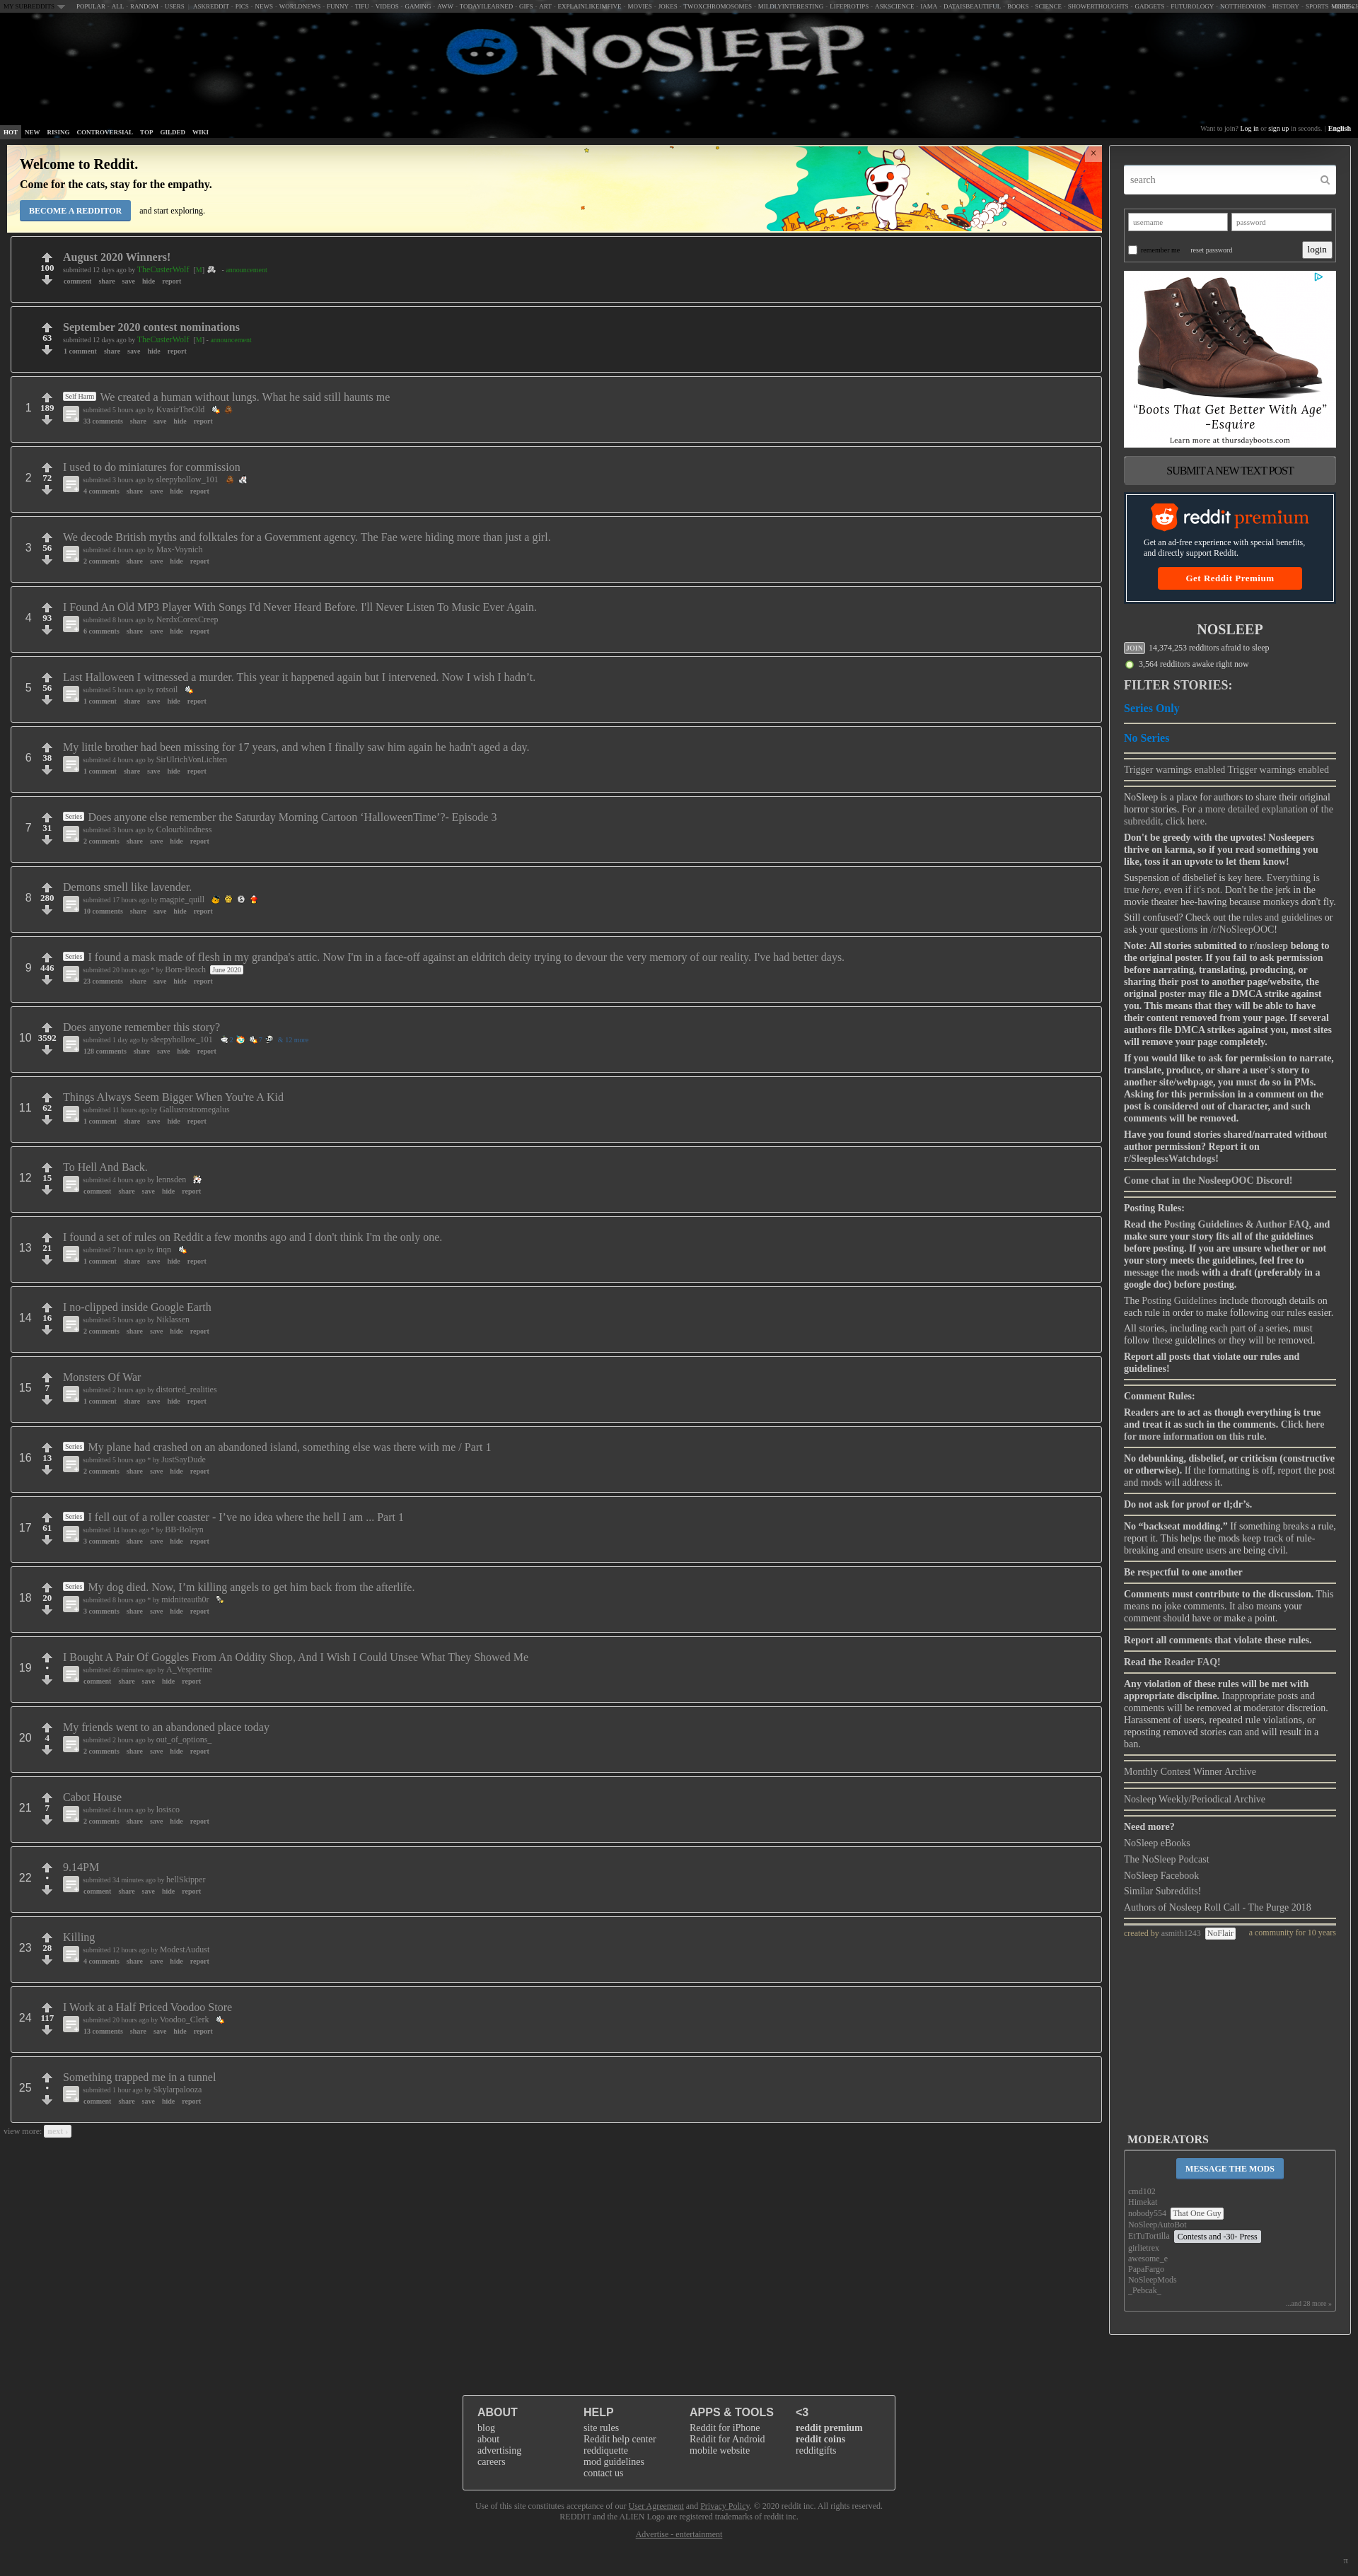 MY SUBREDDITS POPULAR - ALL - RANDOM - USERS | ASKREDDIT - PICS - NEWS - WORLDNEWS - FUNNY - TIFU - VIDEOS - GAMING - AWW - TODAYILEARNED - GIFS - ART - EXPLAINLIKEIMFIVE - MOVIES - JOKES - TWOXCHROMOSOMES - MILDLYINTERESTING - LIFEPROTIPS - ASKSCIENCE - IAMA - DATAISBEAUTIFUL - BOOKS - SCIENCE - SHOWERTHOUGHTS - GADGETS - FUTUROLOGY - NOTTHEONION - HISTORY - SPORTS
NOSLEEP
HOT NEW RISING CONTROVERSIAL TOP GILDED WIKI
Want to join? Log in or sign up in seconds. | English
Welcome to Reddit.
Come for the cats, stay for the empathy.
BECOME A REDDITOR and start exploring.
×
100
August 2020 Winners!
submitted 12 days ago by TheCusterWolf [M] - announcement
comment share save hide report
63
September 2020 contest nominations
submitted 12 days ago by TheCusterWolf [M] - announcement
1 comment share save hide report
1
189
Self Harm We created a human without lungs. What he said still haunts me
submitted 5 hours ago by KvasirTheOld
33 comments share save hide report
2
72
I used to do miniatures for commission
submitted 3 hours ago by sleepyhollow_101
4 comments share save hide report
3
56
We decode British myths and folktales for a Government agency. The Fae were hiding more than just a girl.
submitted 4 hours ago by Max-Voynich
2 comments share save hide report
4
93
I Found An Old MP3 Player With Songs I'd Never Heard Before. I'll Never Listen To Music Ever Again.
submitted 8 hours ago by NerdxCorexCreep
6 comments share save hide report
5
56
Last Halloween I witnessed a murder. This year it happened again but I intervened. Now I wish I hadn’t.
submitted 5 hours ago by rotsoil
1 comment share save hide report
6
38
My little brother had been missing for 17 years, and when I finally saw him again he hadn't aged a day.
submitted 4 hours ago by SirUlrichVonLichten
1 comment share save hide report
7
31
Series Does anyone else remember the Saturday Morning Cartoon ‘HalloweenTime’?- Episode 3
submitted 3 hours ago by Colourblindness
2 comments share save hide report
8
280
Demons smell like lavender.
submitted 17 hours ago by magpie_quill
10 comments share save hide report
9
446
Series I found a mask made of flesh in my grandpa's attic. Now I'm in a face-off against an eldritch deity trying to devour the very memory of our reality. I've had better days.
submitted 20 hours ago * by Born-Beach June 2020
23 comments share save hide report
10
3592
Does anyone remember this story?
submitted 1 day ago by sleepyhollow_101 & 12 more
128 comments share save hide report
11
62
Things Always Seem Bigger When You're A Kid
submitted 11 hours ago by Gallusrostromegalus
1 comment share save hide report
12
15
To Hell And Back.
submitted 4 hours ago by lennsden
comment share save hide report
13
21
I found a set of rules on Reddit a few months ago and I don't think I'm the only one.
submitted 7 hours ago by inqn
1 comment share save hide report
14
16
I no-clipped inside Google Earth
submitted 5 hours ago by Niklassen
2 comments share save hide report
15
7
Monsters Of War
submitted 2 hours ago by distorted_realities
1 comment share save hide report
16
13
Series My plane had crashed on an abandoned island, something else was there with me / Part 1
submitted 5 hours ago * by JustSayDude
2 comments share save hide report
17
61
Series I fell out of a roller coaster - I’ve no idea where the hell I am ... Part 1
submitted 14 hours ago * by BB-Boleyn
3 comments share save hide report
18
20
Series My dog died. Now, I’m killing angels to get him back from the afterlife.
submitted 8 hours ago * by midniteauth0r
3 comments share save hide report
19
•
I Bought A Pair Of Goggles From An Oddity Shop, And I Wish I Could Unsee What They Showed Me
submitted 46 minutes ago by A_Vespertine
comment share save hide report
20
4
My friends went to an abandoned place today
submitted 2 hours ago by out_of_options_
2 comments share save hide report
21
7
Cabot House
submitted 4 hours ago by losisco
2 comments share save hide report
22
•
9.14PM
submitted 34 minutes ago by hellSkipper
comment share save hide report
23
28
Killing
submitted 12 hours ago by ModestAudust
4 comments share save hide report
24
117
I Work at a Half Priced Voodoo Store
submitted 20 hours ago by Voodoo_Clerk
13 comments share save hide report
25
•
Something trapped me in a tunnel
submitted 1 hour ago by Skylarpalooza
comment share save hide report
view more: next ›
search
username password
remember me reset password login
“Boots That Get Better With Age”
-Esquire
Learn more at thursdayboots.com
SUBMIT A NEW TEXT POST
reddit premium
Get an ad-free experience with special benefits,
and directly support Reddit.
Get Reddit Premium
NOSLEEP
JOIN 14,374,253 redditors afraid to sleep
3,564 redditors awake right now
FILTER STORIES:
Series Only
No Series
Trigger warnings enabled Trigger warnings enabled
NoSleep is a place for authors to share their original
horror stories. For a more detailed explanation of the
subreddit, click here.
Don't be greedy with the upvotes! Nosleepers
thrive on karma, so if you read something you
like, toss it an upvote to let them know!
Suspension of disbelief is key here. Everything is
true here, even if it's not. Don't be the jerk in the
movie theater hee-hawing because monkeys don't fly.
Still confused? Check out the rules and guidelines or
ask your questions in /r/NoSleepOOC!
Note: All stories submitted to r/nosleep belong to
the original poster. If you fail to ask permission
before narrating, translating, producing, or
sharing their post to another page/website, the
original poster may file a DMCA strike against
you. This means that they will be able to have
their content removed from your page. If several
authors file DMCA strikes against you, most sites
will remove your page completely.
If you would like to ask for permission to narrate,
translate, produce, or share a user's story to
another site/webpage, you must do so in PMs.
Asking for this permission in a comment on the
post is considered out of character, and such
comments will be removed.
Have you found stories shared/narrated without
author permission? Report it on
r/SleeplessWatchdogs!
Come chat in the NosleepOOC Discord!
Posting Rules:
Read the Posting Guidelines & Author FAQ, and
make sure your story fits all of the guidelines
before posting. If you are unsure whether or not
your story meets the guidelines, feel free to
message the mods with a draft (preferably in a
google doc) before posting.
The Posting Guidelines include thorough details on
each rule in order to make following our rules easier.
All stories, including each part of a series, must
follow these guidelines or they will be removed.
Report all posts that violate our rules and
guidelines!
Comment Rules:
Readers are to act as though everything is true
and treat it as such in the comments. Click here
for more information on this rule.
No debunking, disbelief, or criticism (constructive
or otherwise). If the formatting is off, report the post
and mods will address it.
Do not ask for proof or tl;dr’s.
No “backseat modding.” If something breaks a rule,
report it. This helps the mods keep track of rule-
breaking and ensure users are being civil.
Be respectful to one another
Comments must contribute to the discussion. This
means no joke comments. It also means your
comment should have or make a point.
Report all comments that violate these rules.
Read the Reader FAQ!
Any violation of these rules will be met with
appropriate discipline. Inappropriate posts and
comments will be removed at moderator discretion.
Harassment of users, repeated rule violations, or
reposting removed stories can and will result in a
ban.
Monthly Contest Winner Archive
Nosleep Weekly/Periodical Archive
Need more?
NoSleep eBooks
The NoSleep Podcast
NoSleep Facebook
Similar Subreddits!
Authors of Nosleep Roll Call - The Purge 2018
created by asmith1243 NoFlair a community for 10 years
MODERATORS
MESSAGE THE MODS
cmd102
Himekat
nobody554 That One Guy
NoSleepAutoBot
EtTuTortilla Contests and -30- Press
girlietrex
awesome_e
PapaFargo
NoSleepMods
_Pebcak_
...and 28 more »
ABOUT
blog
about
advertising
careers
HELP
site rules
Reddit help center
reddiquette
mod guidelines
contact us
APPS & TOOLS
Reddit for iPhone
Reddit for Android
mobile website
<3
reddit premium
reddit coins
redditgifts
Use of this site constitutes acceptance of our User Agreement and Privacy Policy. © 2020 reddit inc. All rights reserved.
REDDIT and the ALIEN Logo are registered trademarks of reddit inc.
Advertise - entertainment
π